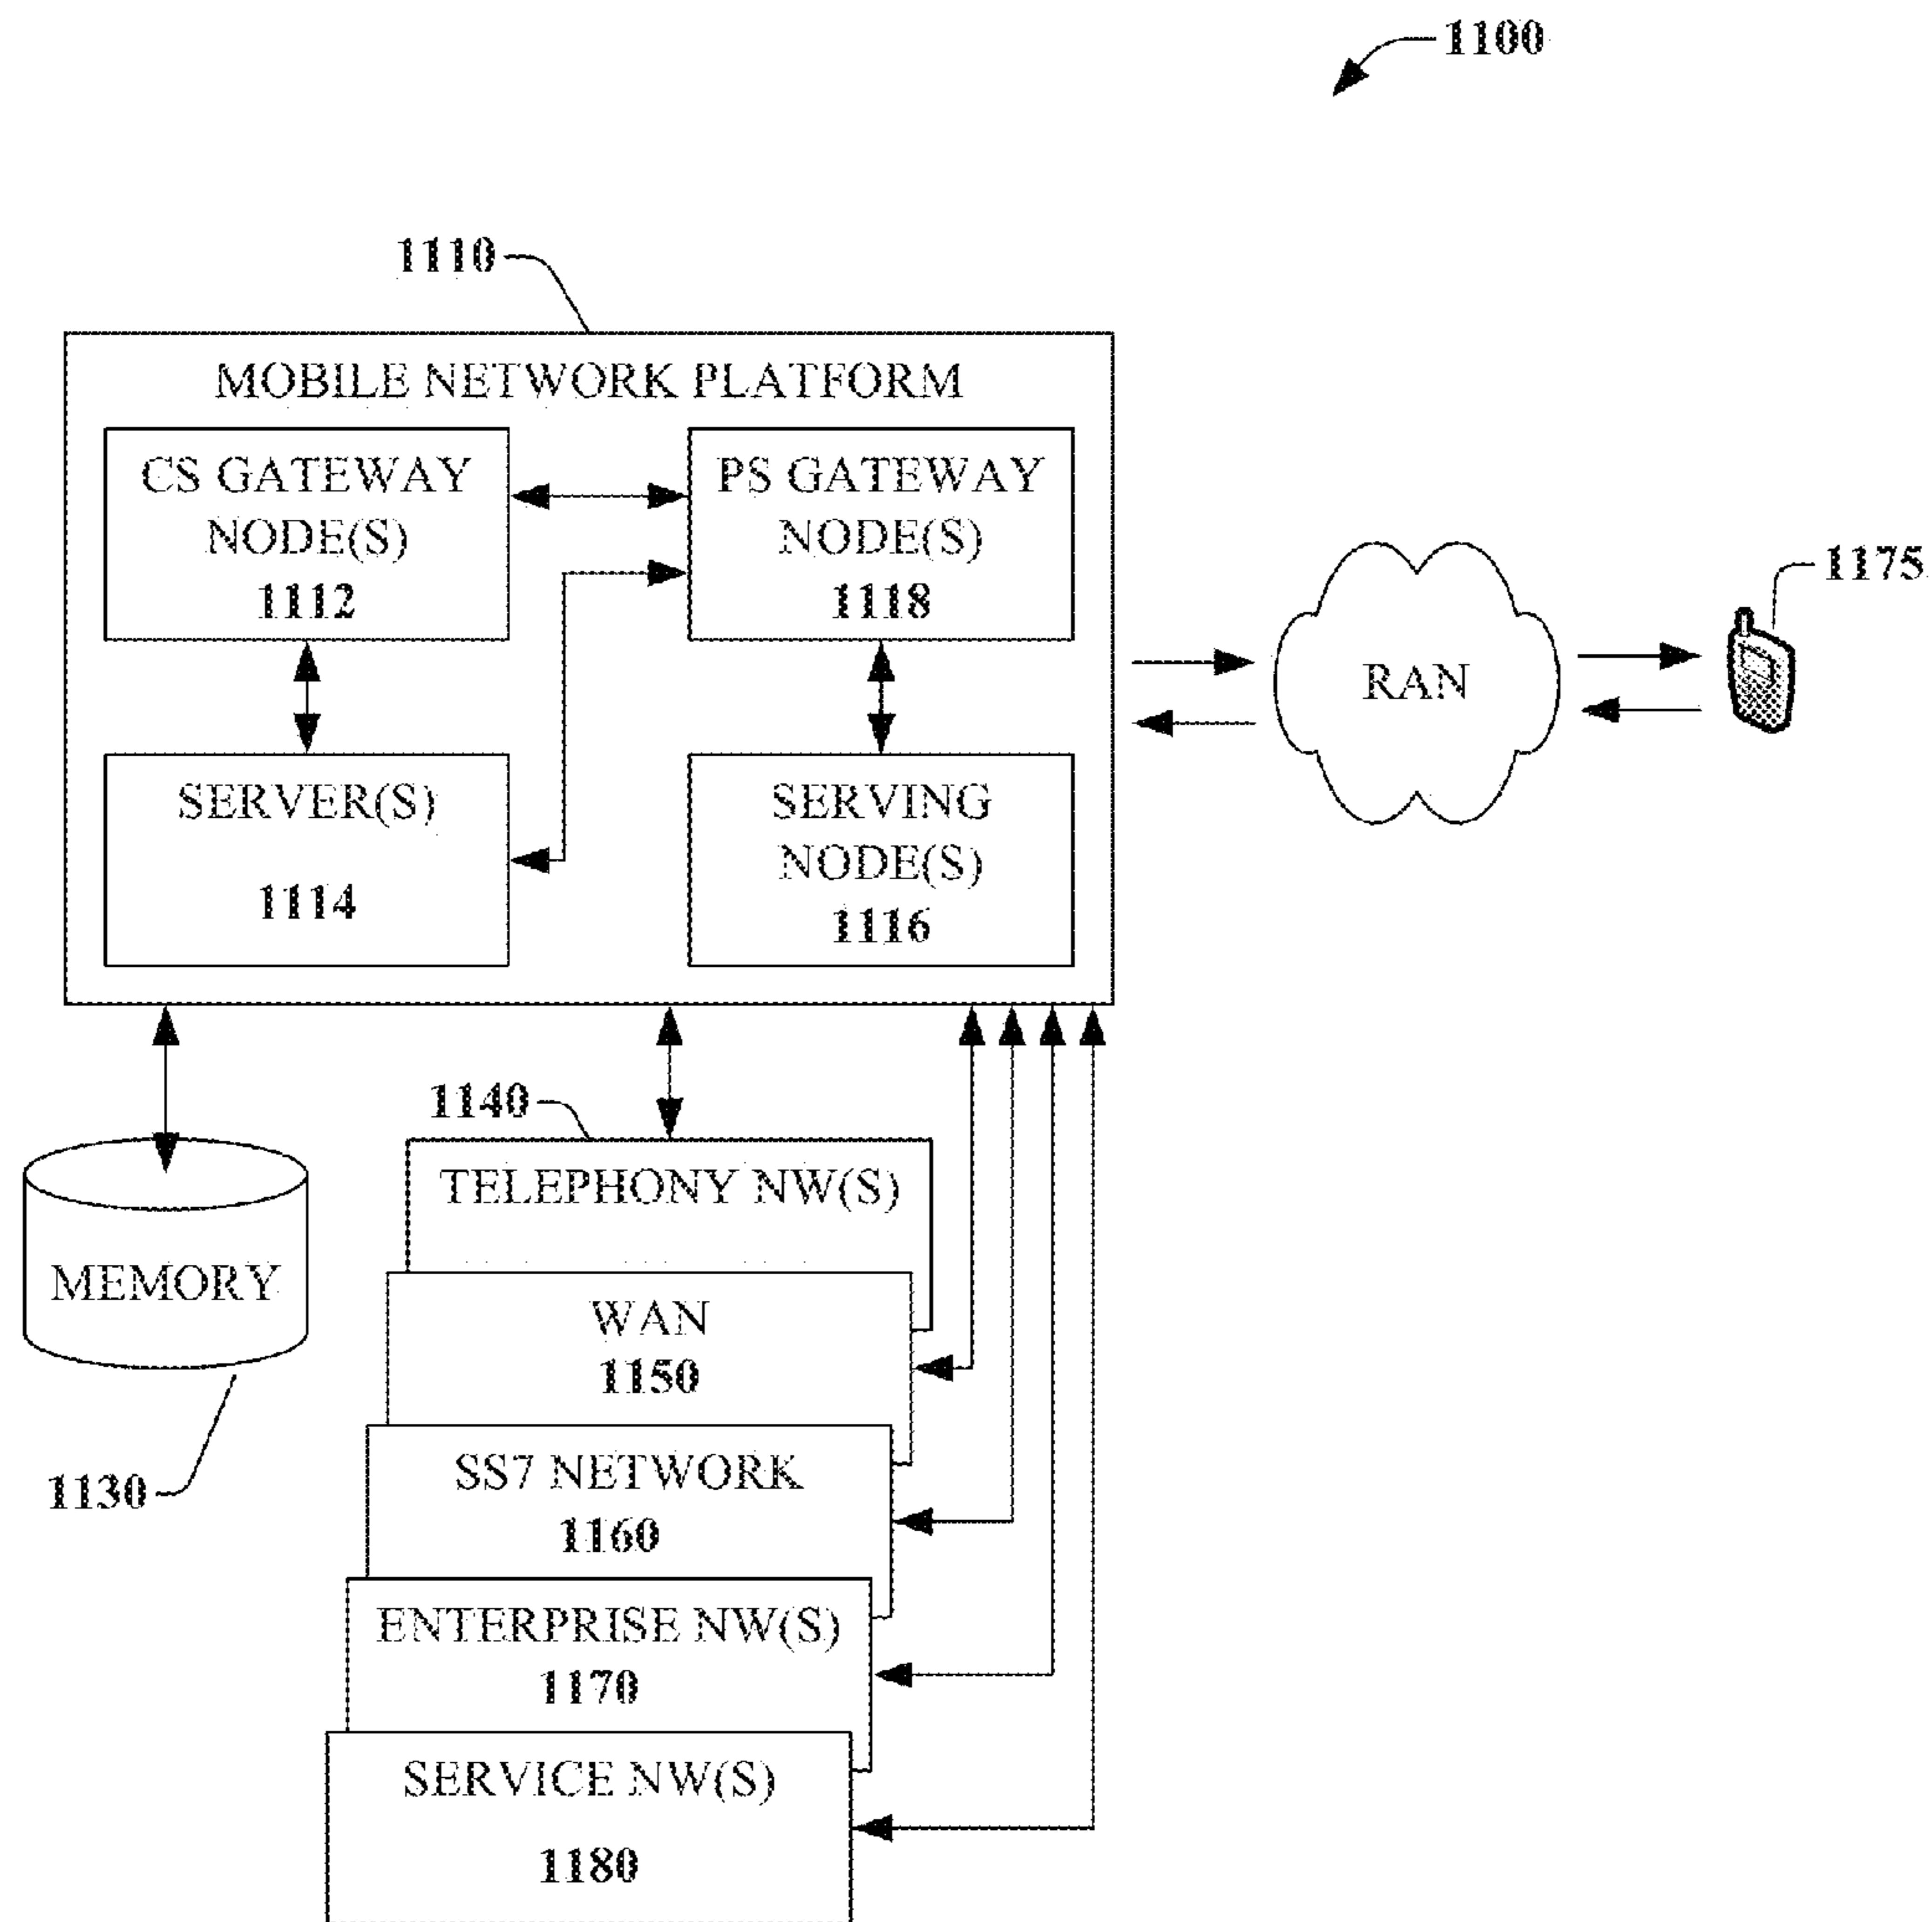 1100
1110
MOBILE NETWORK PLATFORM
CS GATEWAY
NODE(S)
1112
PS GATEWAY
NODE(S)
1118
SERVER(S)
1114
SERVING
NODE(S)
1116
RAN
1175
1140
TELEPHONY NW(S)
MEMORY
1130
WAN
1150
SS7 NETWORK
1160
ENTERPRISE NW(S)
1170
SERVICE NW(S)
1180